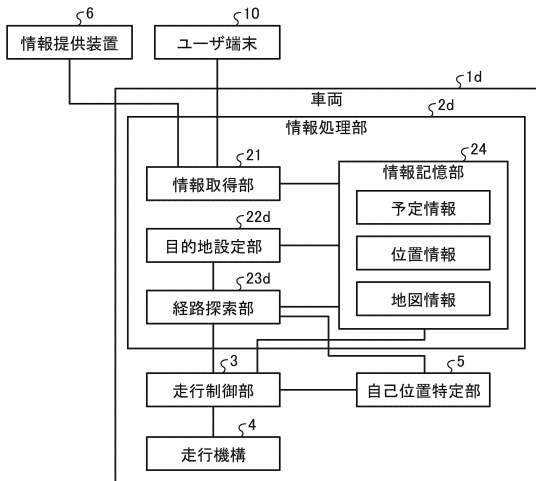 6
情報提供装置
10
ユーザ端末
1d
車両
2d
情報処理部
21
情報取得部
24
情報記憶部
予定情報
22d
目的地設定部
位置情報
23d
経路探索部
地図情報
3
走行制御部
5
自己位置特定部
4
走行機構